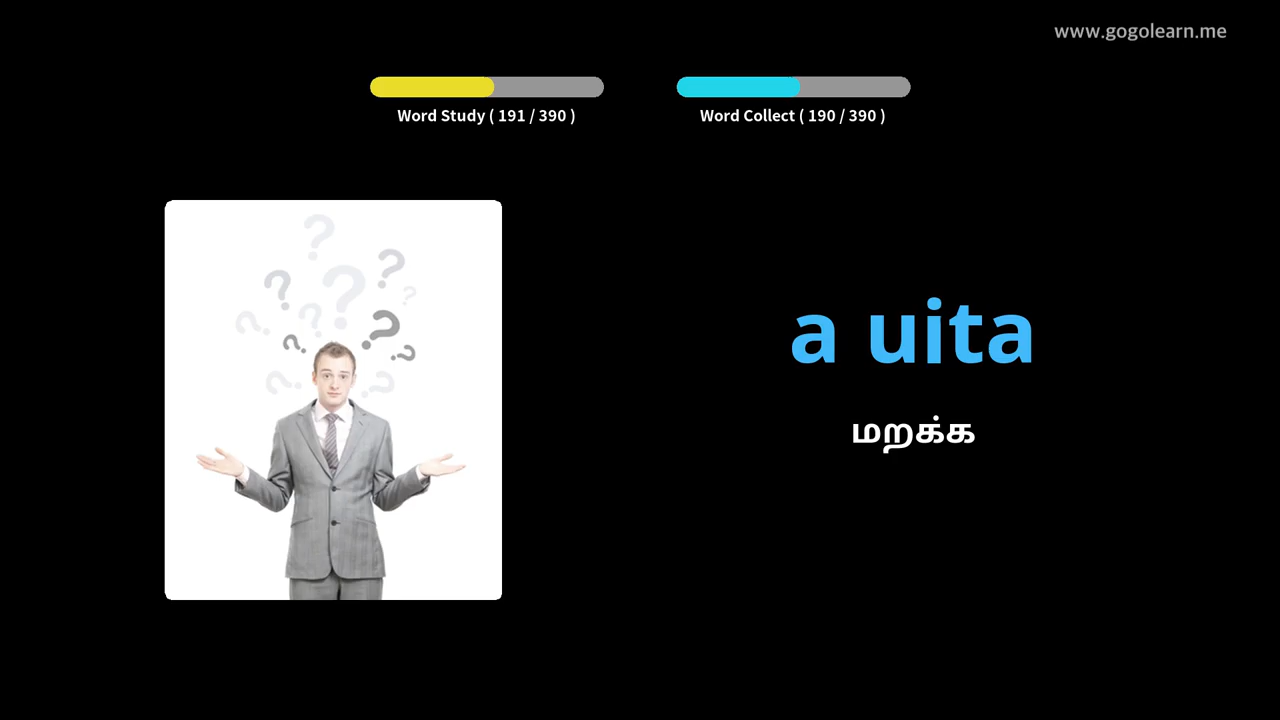 www.gogolearn.me
Word Study ( 191 / 390 )
Word Collect ( 190 / 390 )
a uita
மறக்க